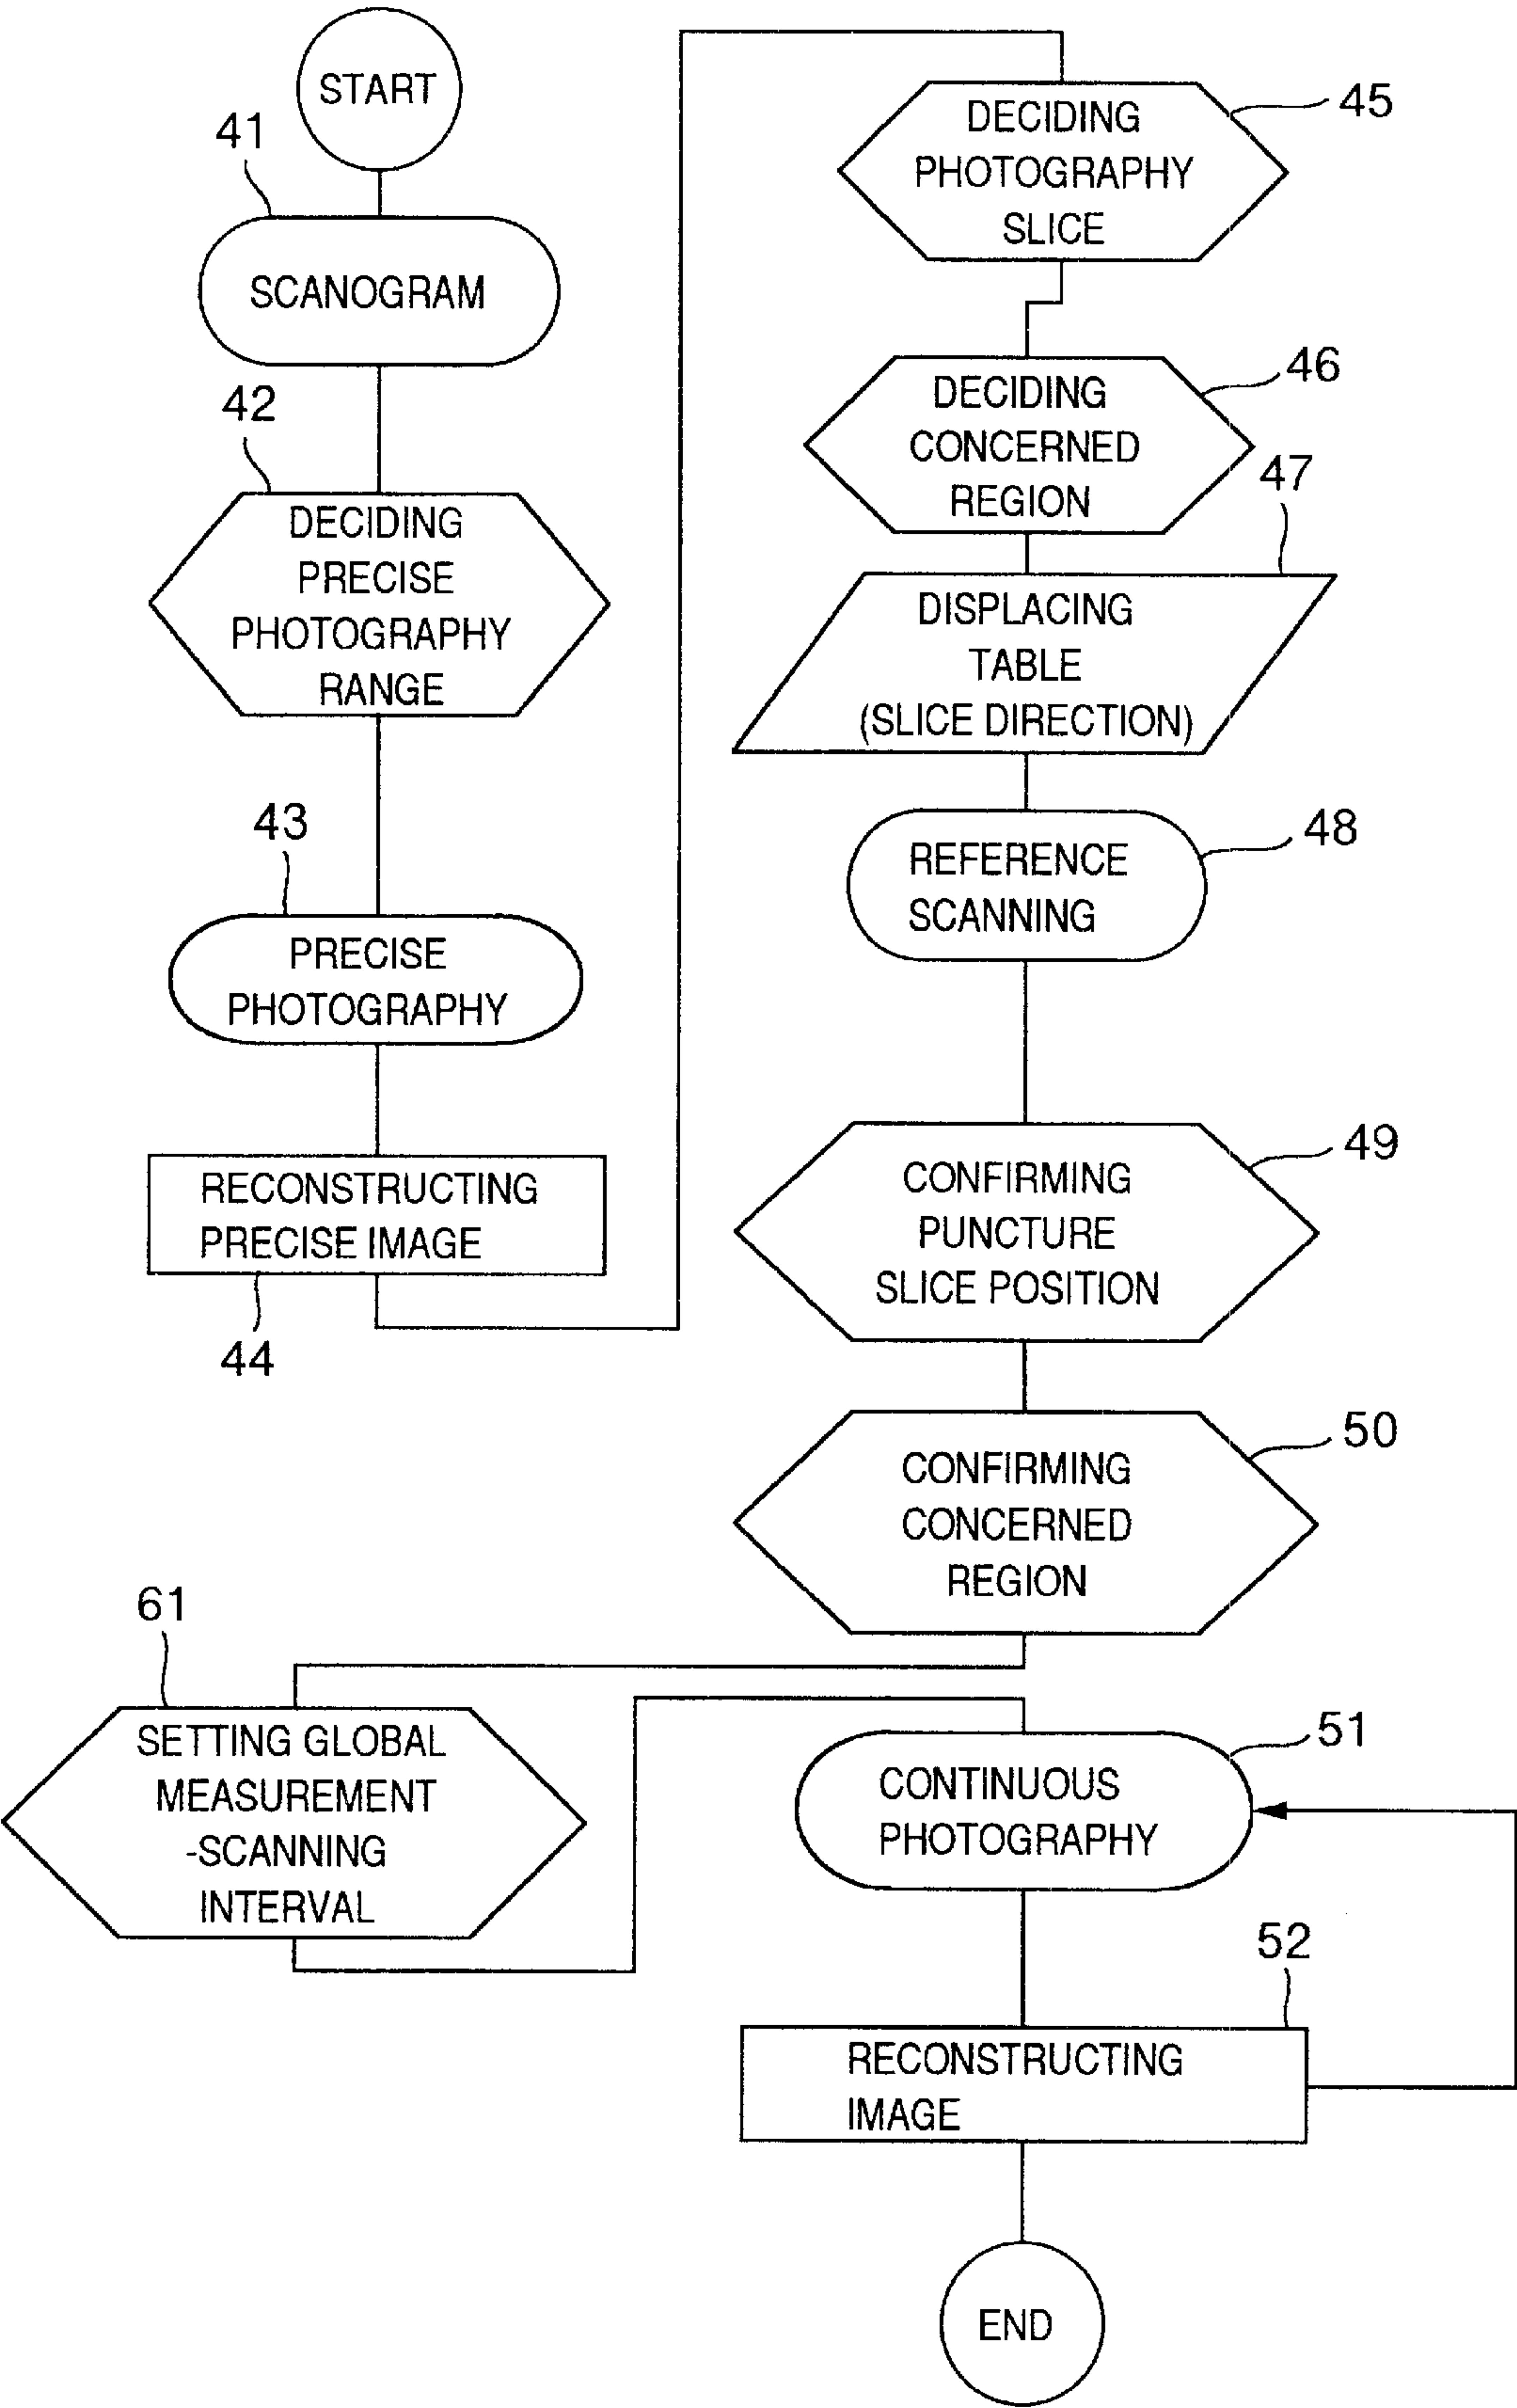 START
41
SCANOGRAM
42
DECIDING
PRECISE
PHOTOGRAPHY
RANGE
43
PRECISE
PHOTOGRAPHY
RECONSTRUCTING
PRECISE IMAGE
44
DECIDING
PHOTOGRAPHY
SLICE
45
DECIDING
CONCERNED
REGION
46
47
DISPLACING
TABLE
(SLICE DIRECTION)
REFERENCE
SCANNING
48
CONFIRMING
PUNCTURE
SLICE POSITION
49
CONFIRMING
CONCERNED
REGION
50
61
SETTING GLOBAL
MEASUREMENT
-SCANNING
INTERVAL
CONTINUOUS
PHOTOGRAPHY
51
52
RECONSTRUCTING
IMAGE
END